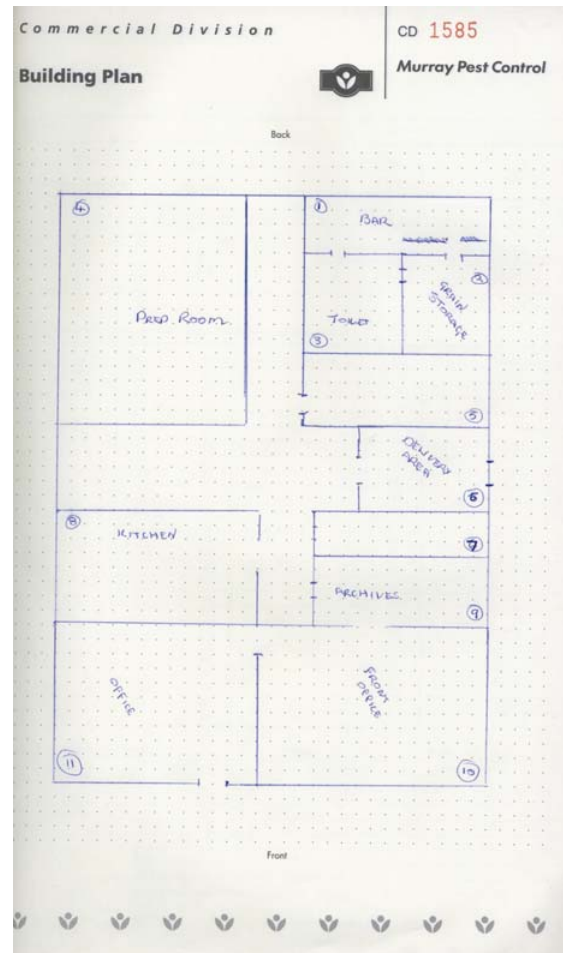 Commercial Division
CD 1585
Building Plan
Murray Pest Control
Back
4
1
BAR
2
GRAIN
STORAGE
PREP. ROOM
TOILET
3
5
DELIVERY
AREA
6
8
KITCHEN
7
ARCHIVES
9
OFFICE
FRONT
OFFICE
11
10
Front